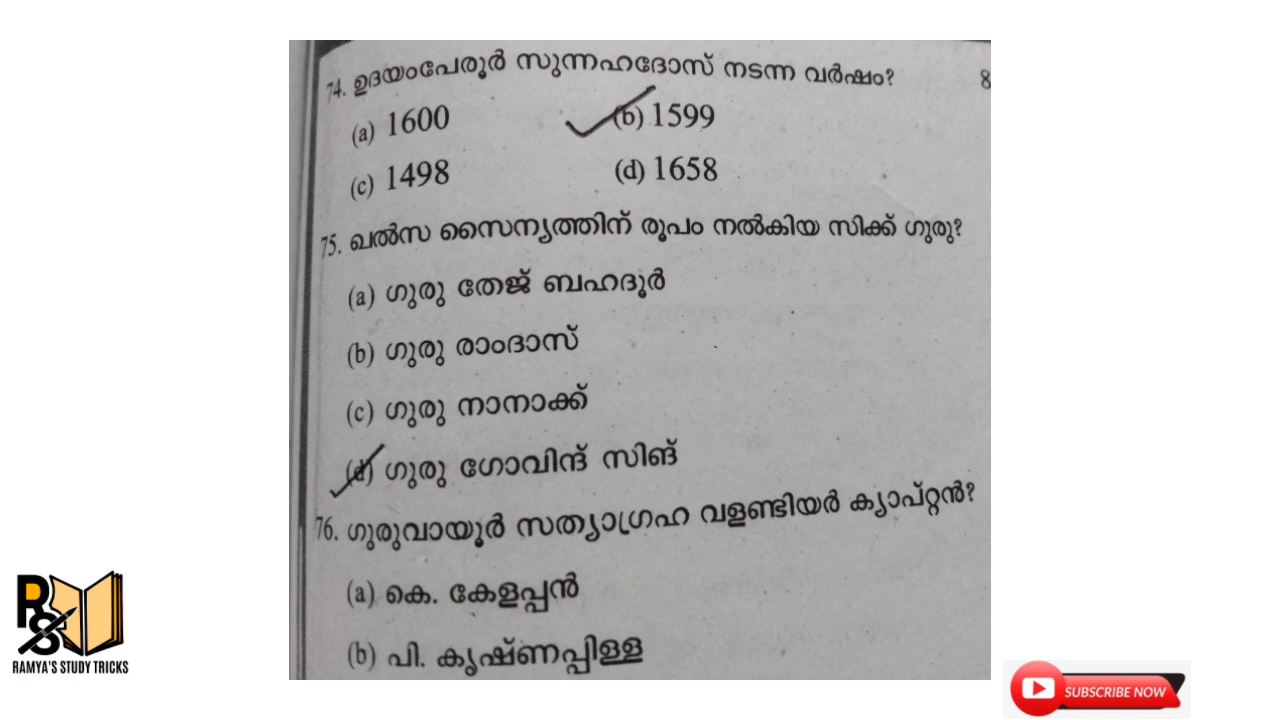 74. ഉദയംപേരൂർ സുന്നഹദോസ് നടന്ന വർഷം?
8
(a) 1600 (b) 1599
(c) 1498 (d) 1658
75. ഖൽസ സൈന്യത്തിന് രൂപം നൽകിയ സിക്ക് ഗുരു?
(a) ഗുരു തേജ് ബഹദൂർ
(b) ഗുരു രാംദാസ്
(c) ഗുരു നാനാക്ക്
(d) ഗുരു ഗോവിന്ദ് സിങ്
76. ഗുരുവായൂർ സത്യാഗ്രഹ വളണ്ടിയർ ക്യാപ്റ്റൻ?
(a) കെ. കേളപ്പൻ
(b) പി. കൃഷ്ണപ്പിള്ള
RS
RAMYA'S STUDY TRICKS
SUBSCRIBE NOW